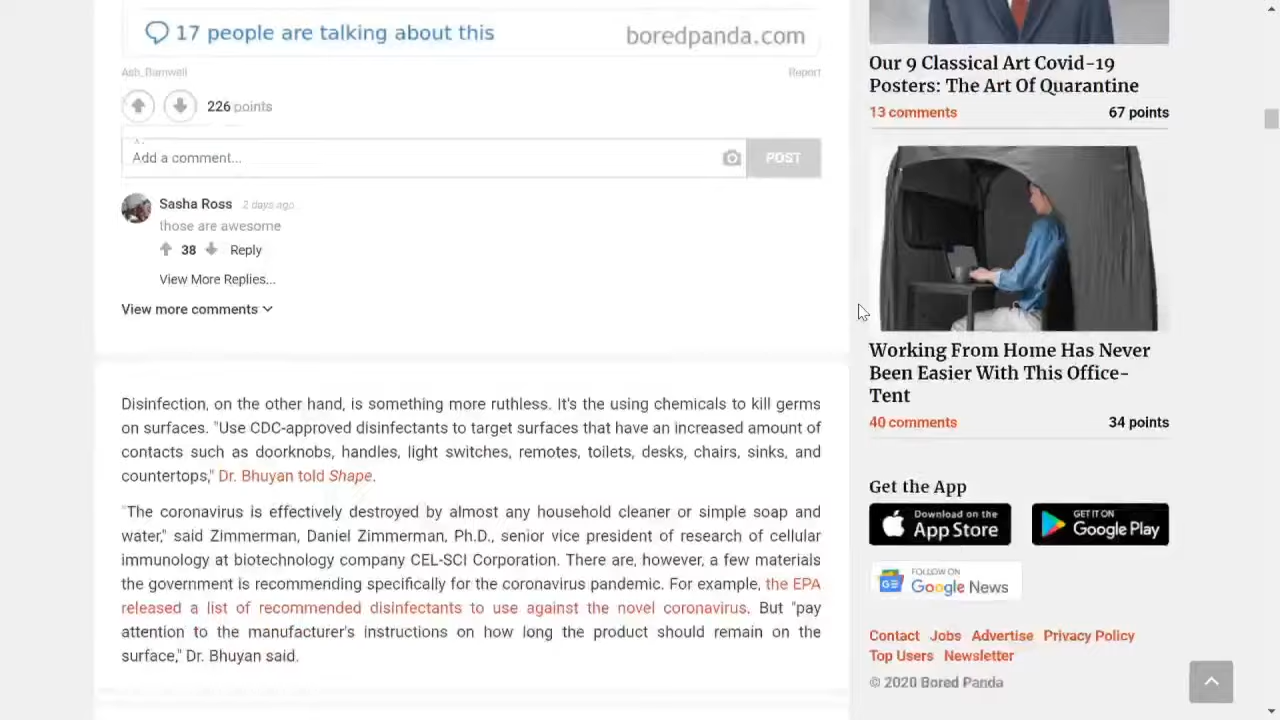 17 people are talking about this
boredpanda.com
Asb_Barnwell
Report
226 points
Add a comment...
POST
Sasha Ross 2 days ago
those are awesome
38 Reply
View More Replies...
View more comments
Disinfection, on the other hand, is something more ruthless. It's the using chemicals to kill germs
on surfaces. "Use CDC-approved disinfectants to target surfaces that have an increased amount of
contacts such as doorknobs, handles, light switches, remotes, toilets, desks, chairs, sinks, and
countertops," Dr. Bhuyan told Shape.
"The coronavirus is effectively destroyed by almost any household cleaner or simple soap and
water," said Zimmerman, Daniel Zimmerman, Ph.D., senior vice president of research of cellular
immunology at biotechnology company CEL-SCI Corporation. There are, however, a few materials
the government is recommending specifically for the coronavirus pandemic. For example, the EPA
released a list of recommended disinfectants to use against the novel coronavirus. But "pay
attention to the manufacturer's instructions on how long the product should remain on the
surface," Dr. Bhuyan said.
Our 9 Classical Art Covid-19
Posters: The Art Of Quarantine
13 comments 67 points
Working From Home Has Never
Been Easier With This Office-
Tent
40 comments 34 points
Get the App
Download on the
App Store
GET IT ON
Google Play
FOLLOW ON
Google News
Contact Jobs Advertise Privacy Policy
Top Users Newsletter
© 2020 Bored Panda